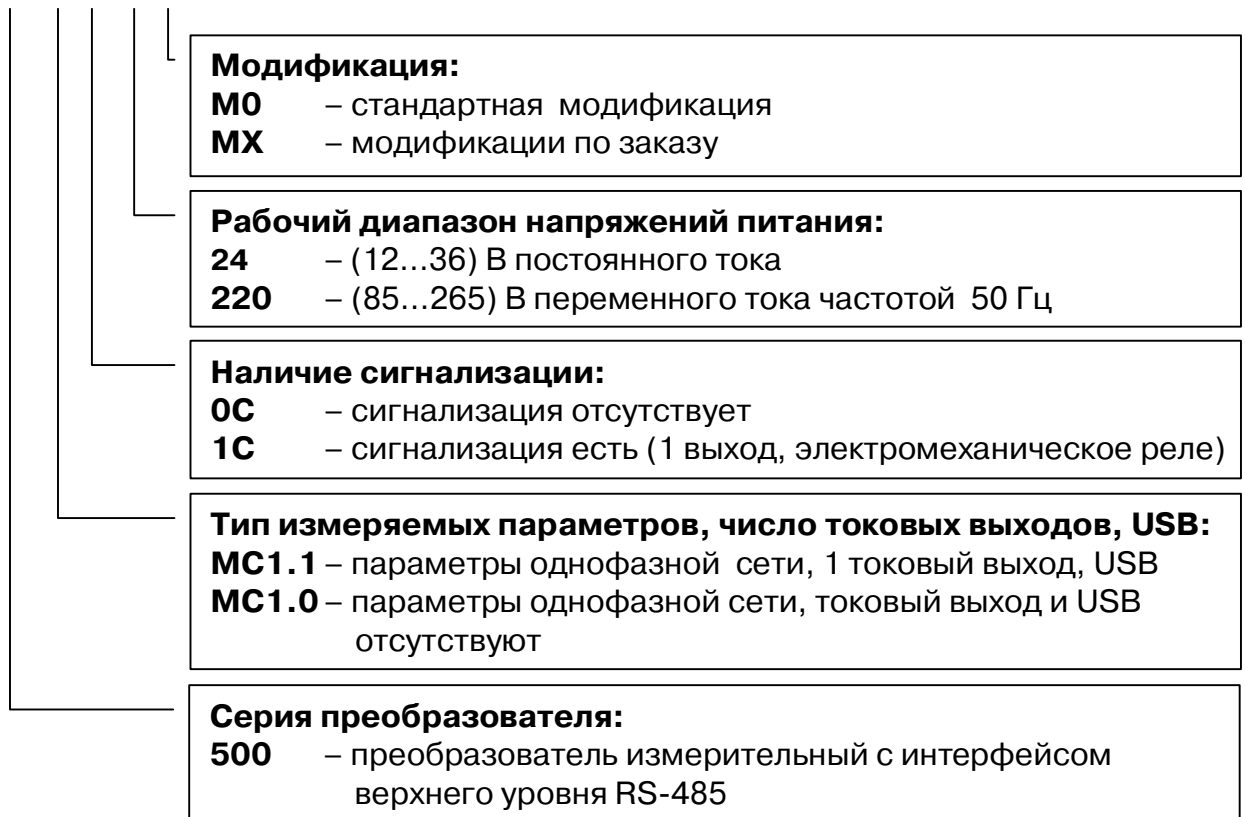 Модификация:
М0 – стандартная модификация
МХ – модификации по заказу
Рабочий диапазон напряжений питания:
24 – (12…36) В постоянного тока
220 – (85…265) В переменного тока частотой 50 Гц
Наличие сигнализации:
0С – сигнализация отсутствует
1С – сигнализация есть (1 выход, электромеханическое реле)
Тип измеряемых параметров, число токовых выходов, USB:
МС1.1 – параметры однофазной сети, 1 токовый выход, USB
МС1.0 – параметры однофазной сети, токовый выход и USB
отсутствуют
Серия преобразователя:
500 – преобразователь измерительный с интерфейсом
верхнего уровня RS-485